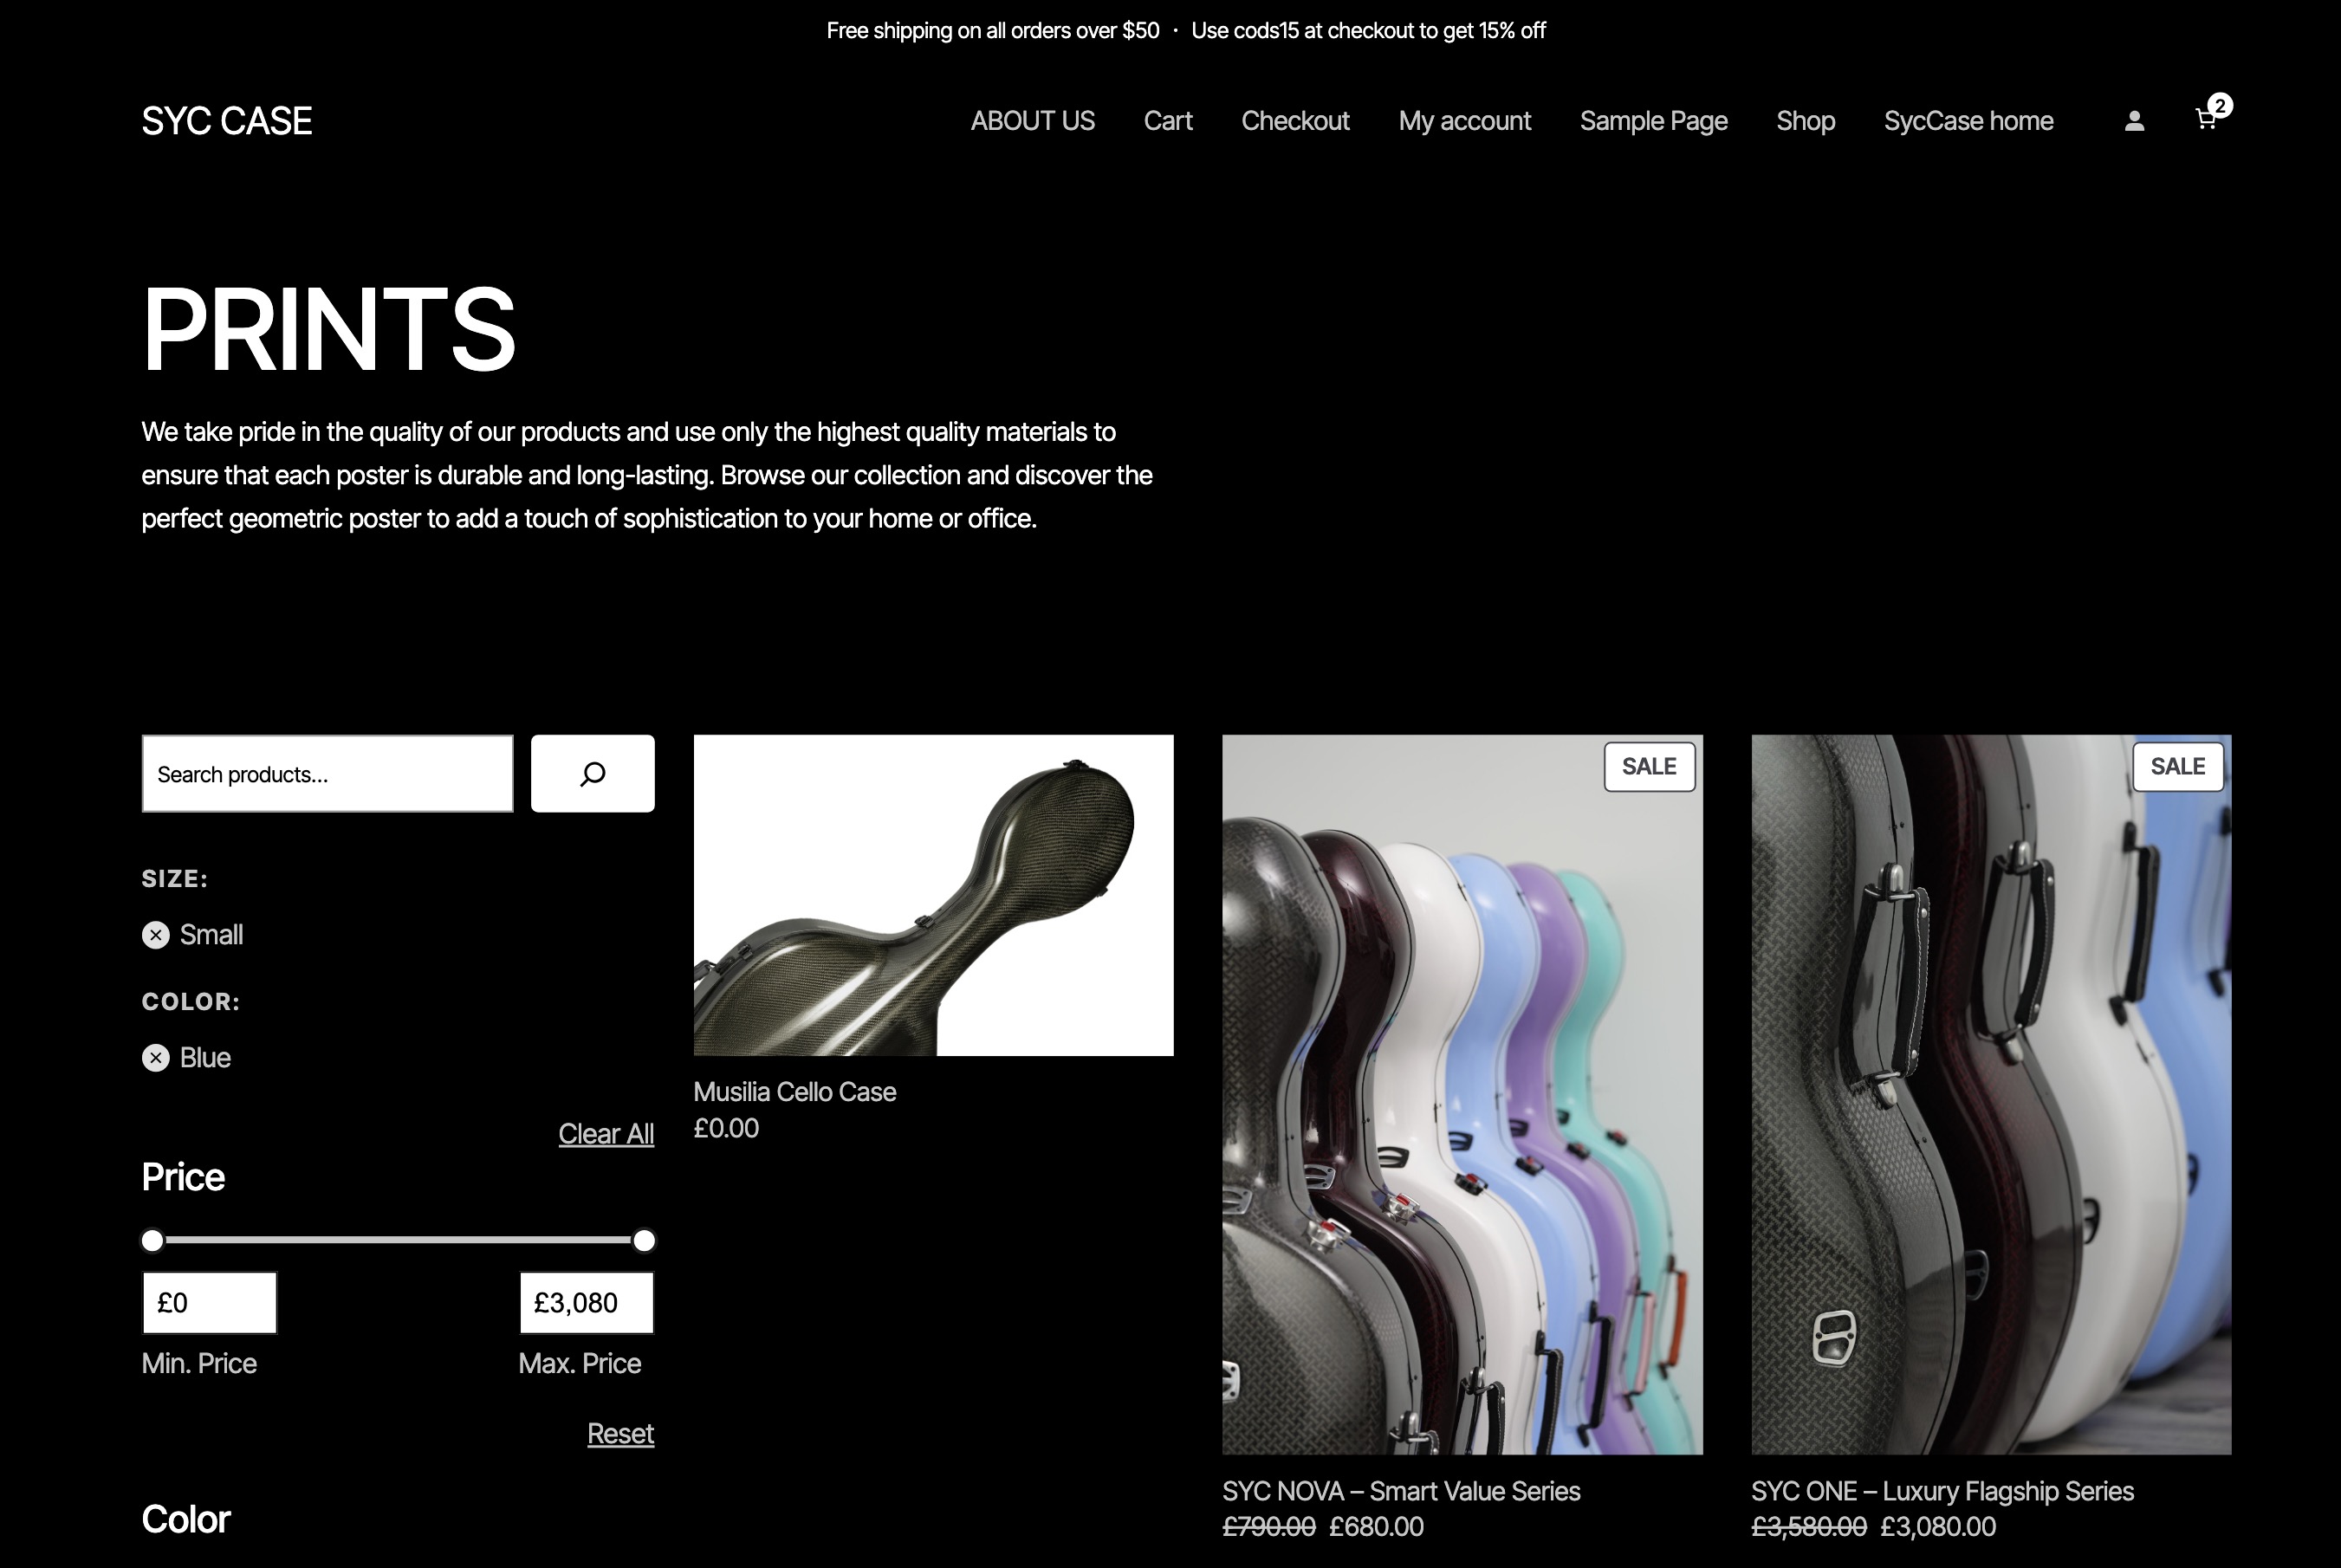 Free shipping on all orders over $50 · Use cods15 at checkout to get 15% off
SYC CASE
ABOUT US
Cart
Checkout
My account
Sample Page
Shop
SycCase home
2
PRINTS
We take pride in the quality of our products and use only the highest quality materials to
ensure that each poster is durable and long-lasting. Browse our collection and discover the
perfect geometric poster to add a touch of sophistication to your home or office.
Search products...
SIZE:
Small
COLOR:
Blue
Clear All
Price
£0
£3,080
Min. Price
Max. Price
Reset
Color
Musilia Cello Case
£0.00
SALE
SYC NOVA – Smart Value Series
£790.00 £680.00
SALE
SYC ONE – Luxury Flagship Series
£3,580.00 £3,080.00